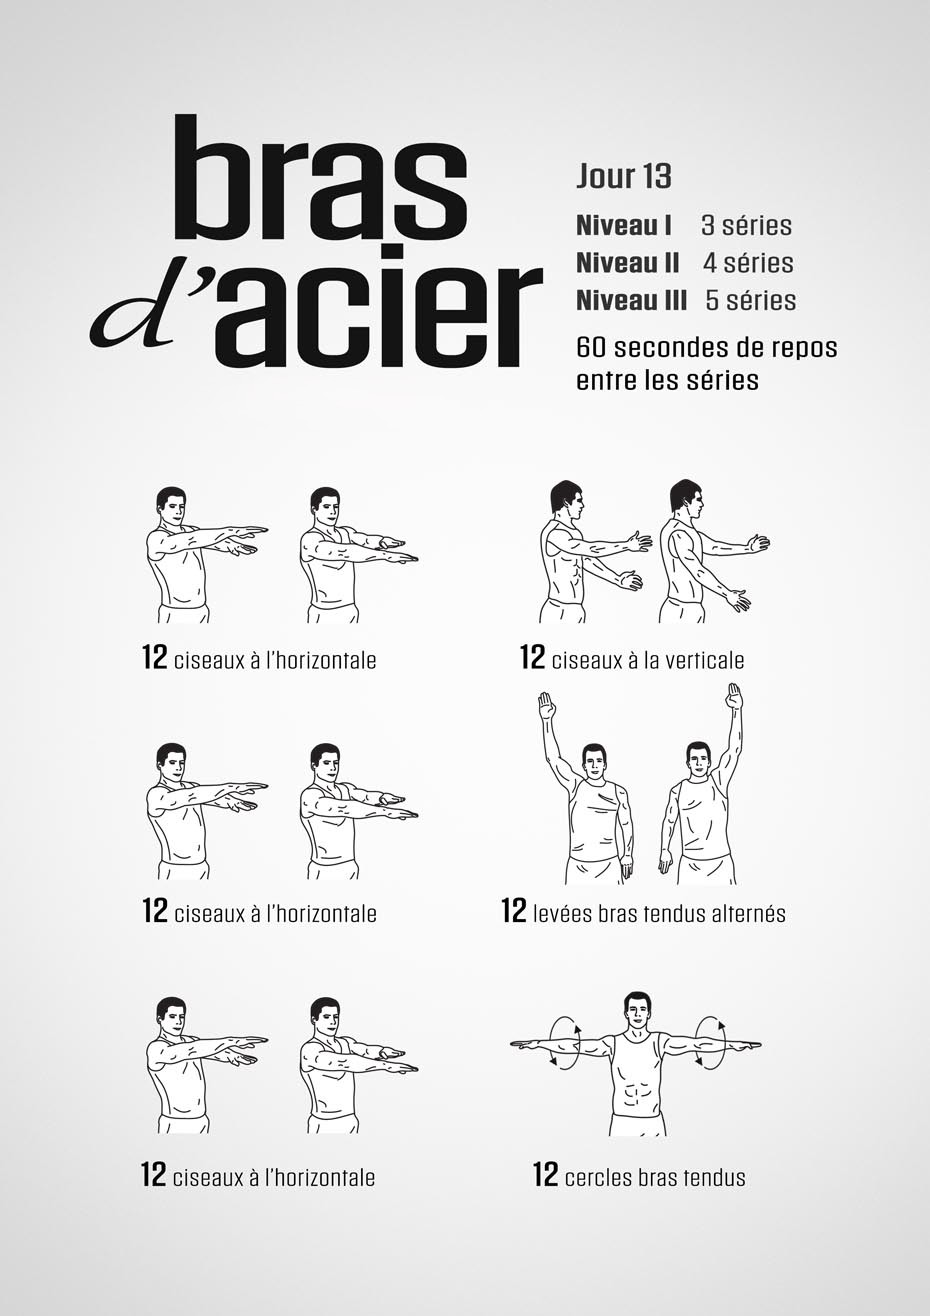 bras
d'acier
Jour 13
Niveau I 3 séries
Niveau II 4 séries
Niveau III 5 séries
60 secondes de repos
entre les séries
12 ciseaux à l'horizontale
12 ciseaux à la verticale
12 ciseaux à l'horizontale
12 levées bras tendus alternés
12 ciseaux à l'horizontale
12 cercles bras tendus